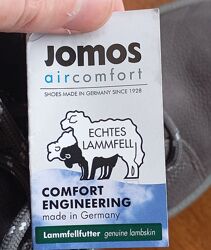 JOMOS
aircomfort
SHOES MADE IN GERMANY SINCE 1928
ECHTES
LAMMFELL
COMFORT
ENGINEERING
made in Germany
Lammfellfutter genuine lambskin